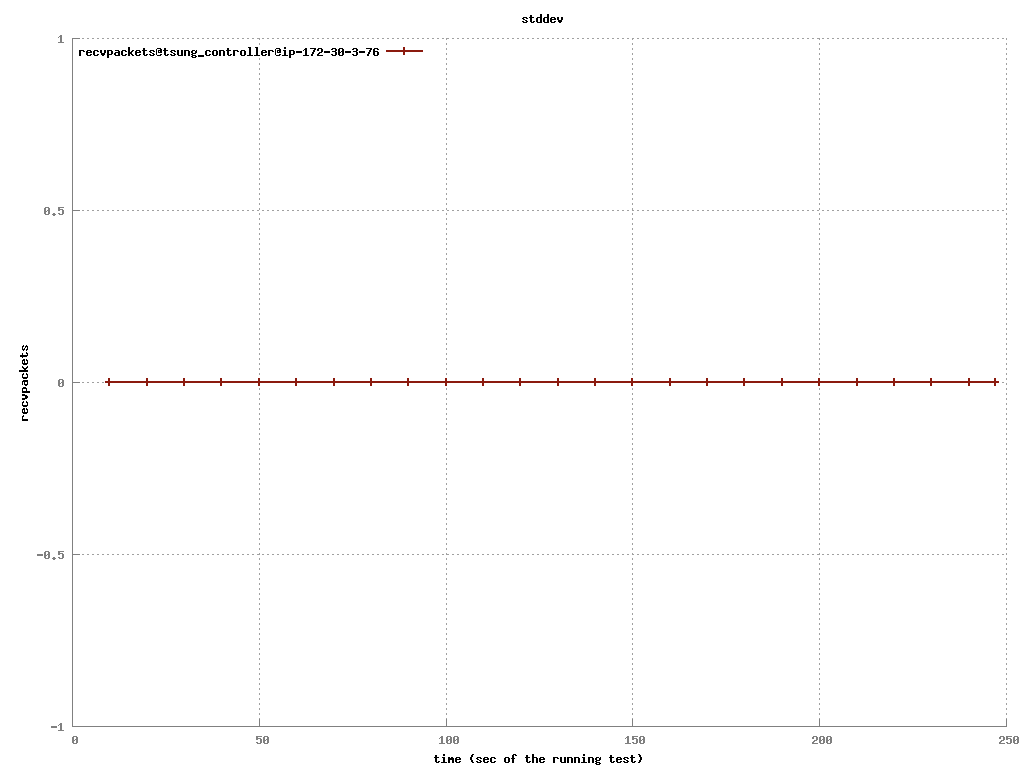 stddev
recvpackets@tsung_controller@ip-172-30-3-76
1
0.5
0
-0.5
-1
recvpackets
0 50 100 150 200 250
time (sec of the running test)